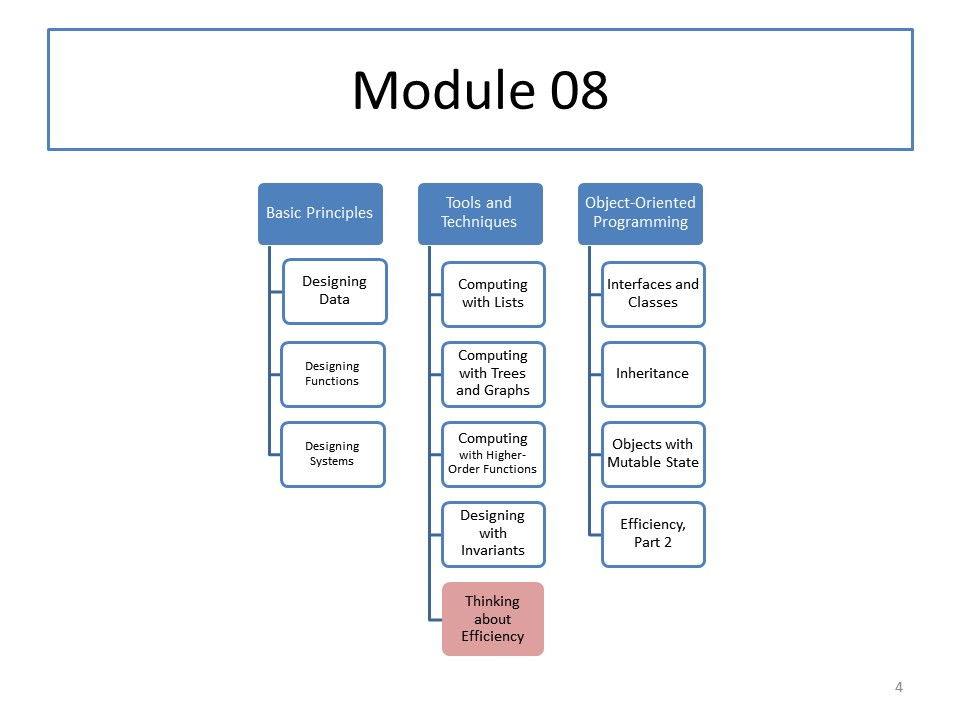 Module 08
Basic Principles
Designing
Data
Designing
Functions
Designing
Systems
Tools and
Techniques
Computing
with Lists
Computing
with Trees
and Graphs
Computing
with Higher-
Order Functions
Designing
with
Invariants
Thinking
about
Efficiency
Object-Oriented
Programming
Interfaces and
Classes
Inheritance
Objects with
Mutable State
Efficiency,
Part 2
4